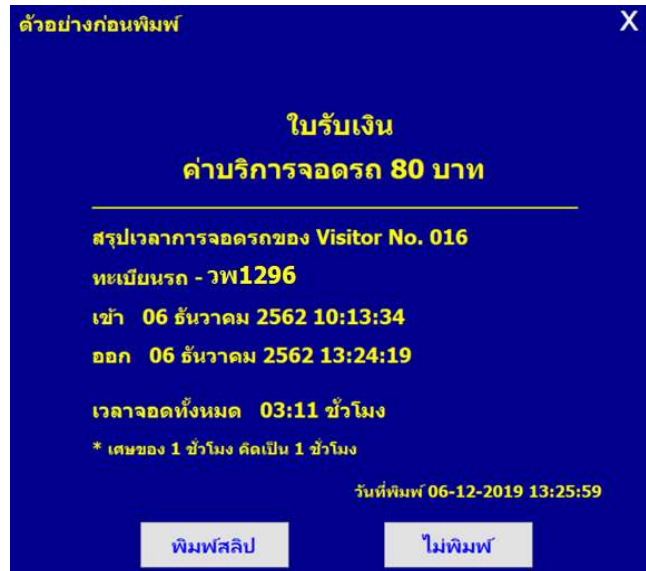 ตัวอย่างก่อนพิมพ์
X
ใบรับเงิน
ค่าบริการจอดรถ 80 บาท
สรุปเวลาการจอดรถของ Visitor No. 016
ทะเบียนรถ - วพ1296
เข้า 06 ธันวาคม 2562 10:13:34
ออก 06 ธันวาคม 2562 13:24:19
เวลาจอดทั้งหมด 03:11 ชั่วโมง
* เศษของ 1 ชั่วโมง คิดเป็น 1 ชั่วโมง
วันที่พิมพ์ 06-12-2019 13:25:59
พิมพ์สลิป ไม่พิมพ์